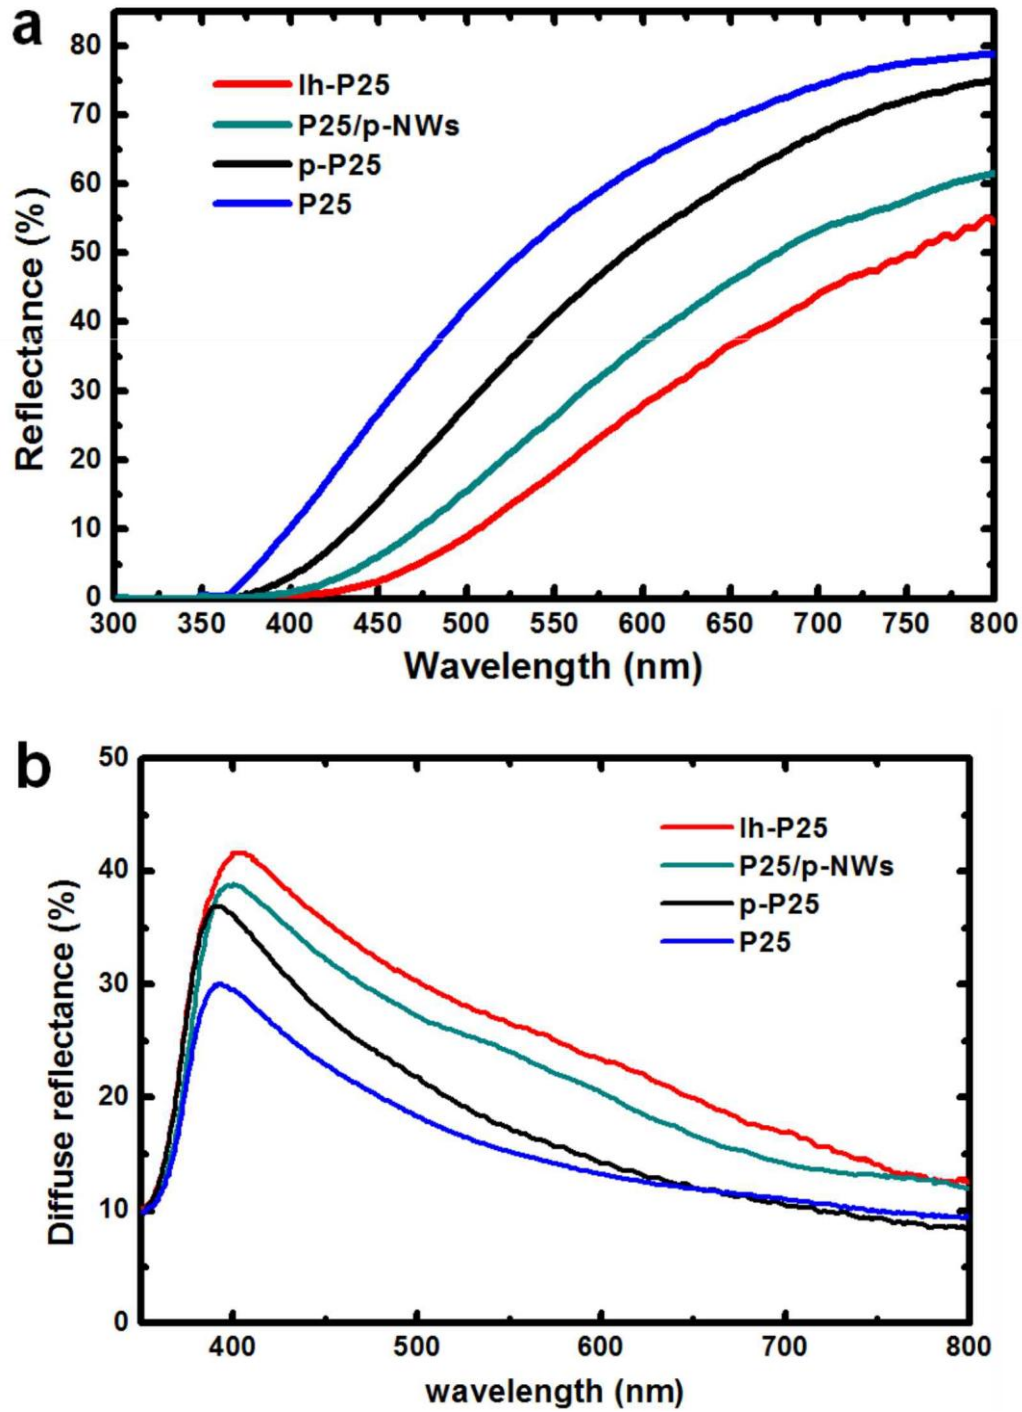 a
80
70
60
50
40
30
20
10
0
Reflectance (%)
lh-P25
P25/p-NWs
p-P25
P25
300 350 400 450 500 550 600 650 700 750 800
Wavelength (nm)
b
50
40
30
20
10
0
Diffuse reflectance (%)
lh-P25
P25/p-NWs
p-P25
P25
400 500 600 700 800
wavelength (nm)